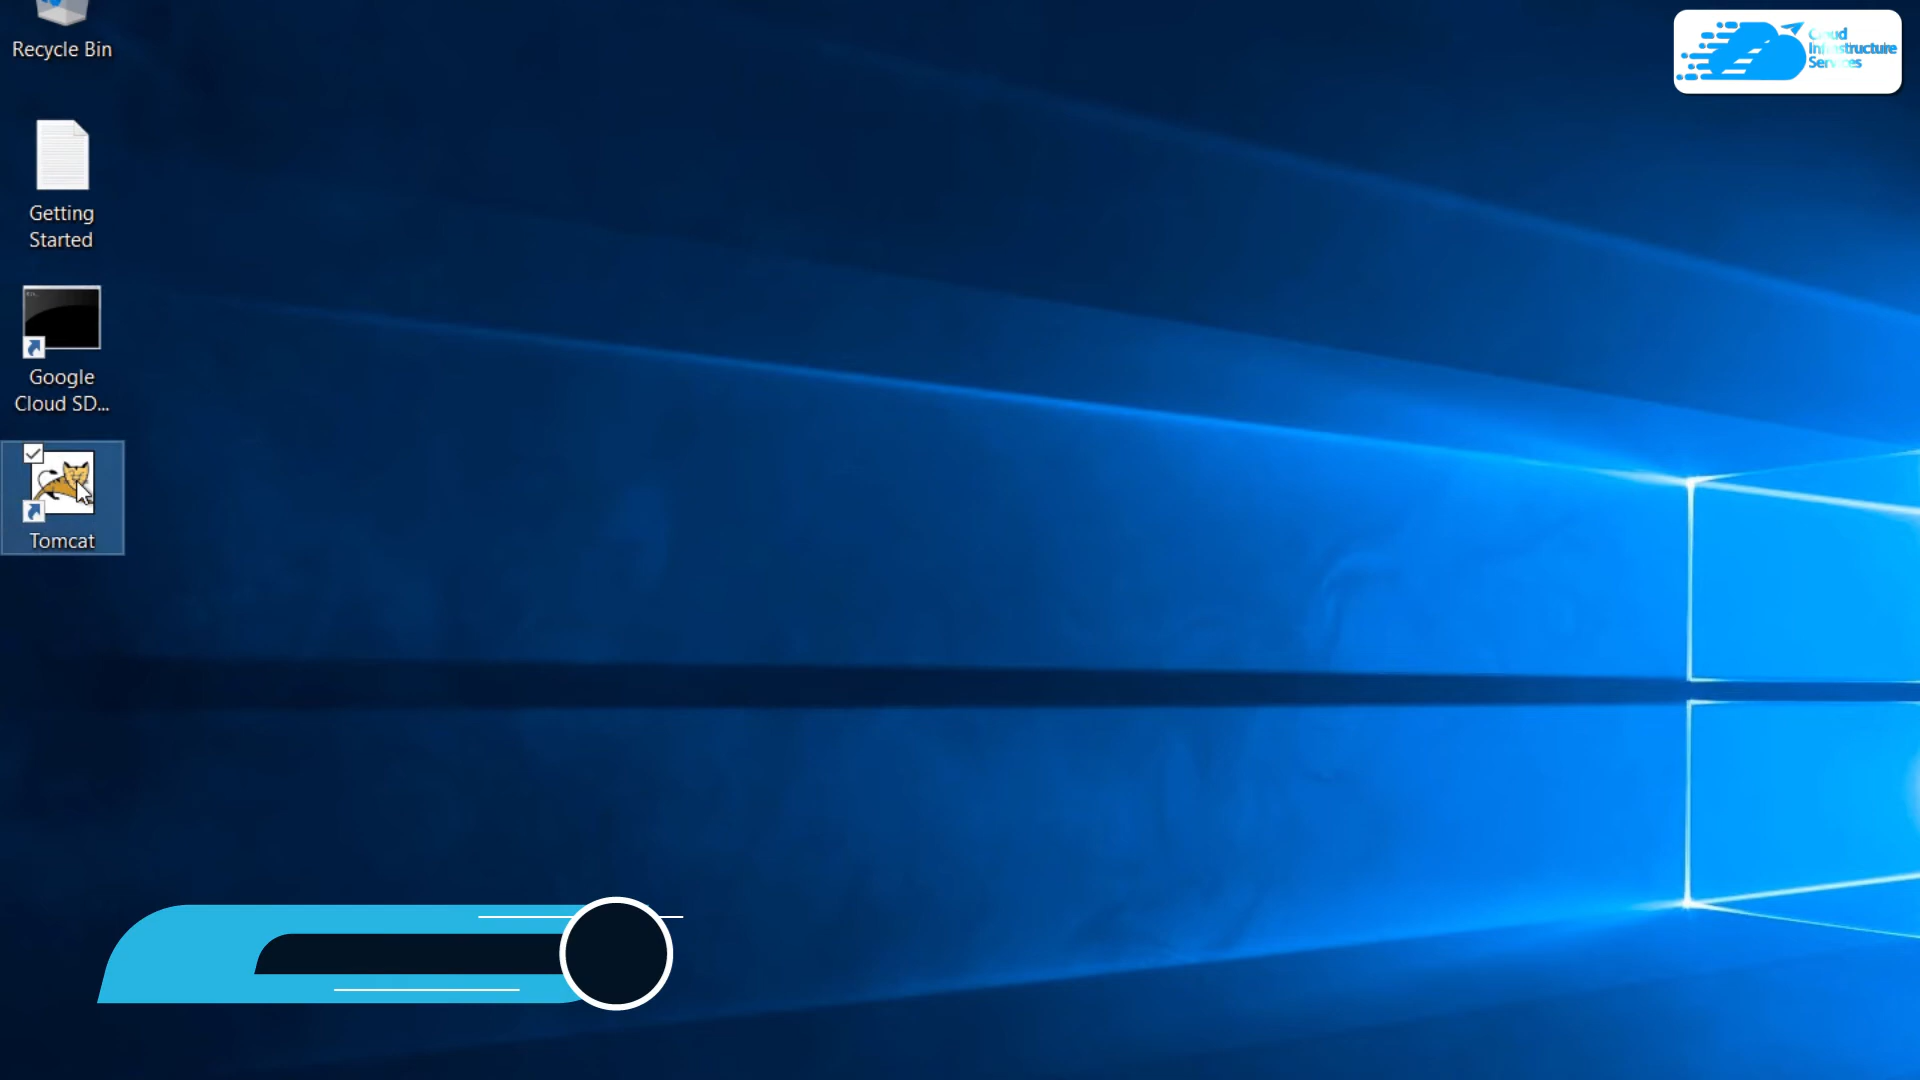 Recycle Bin
Getting
Started
Google
Cloud SD...
Tomcat
Cloud
Infrastructure
Services